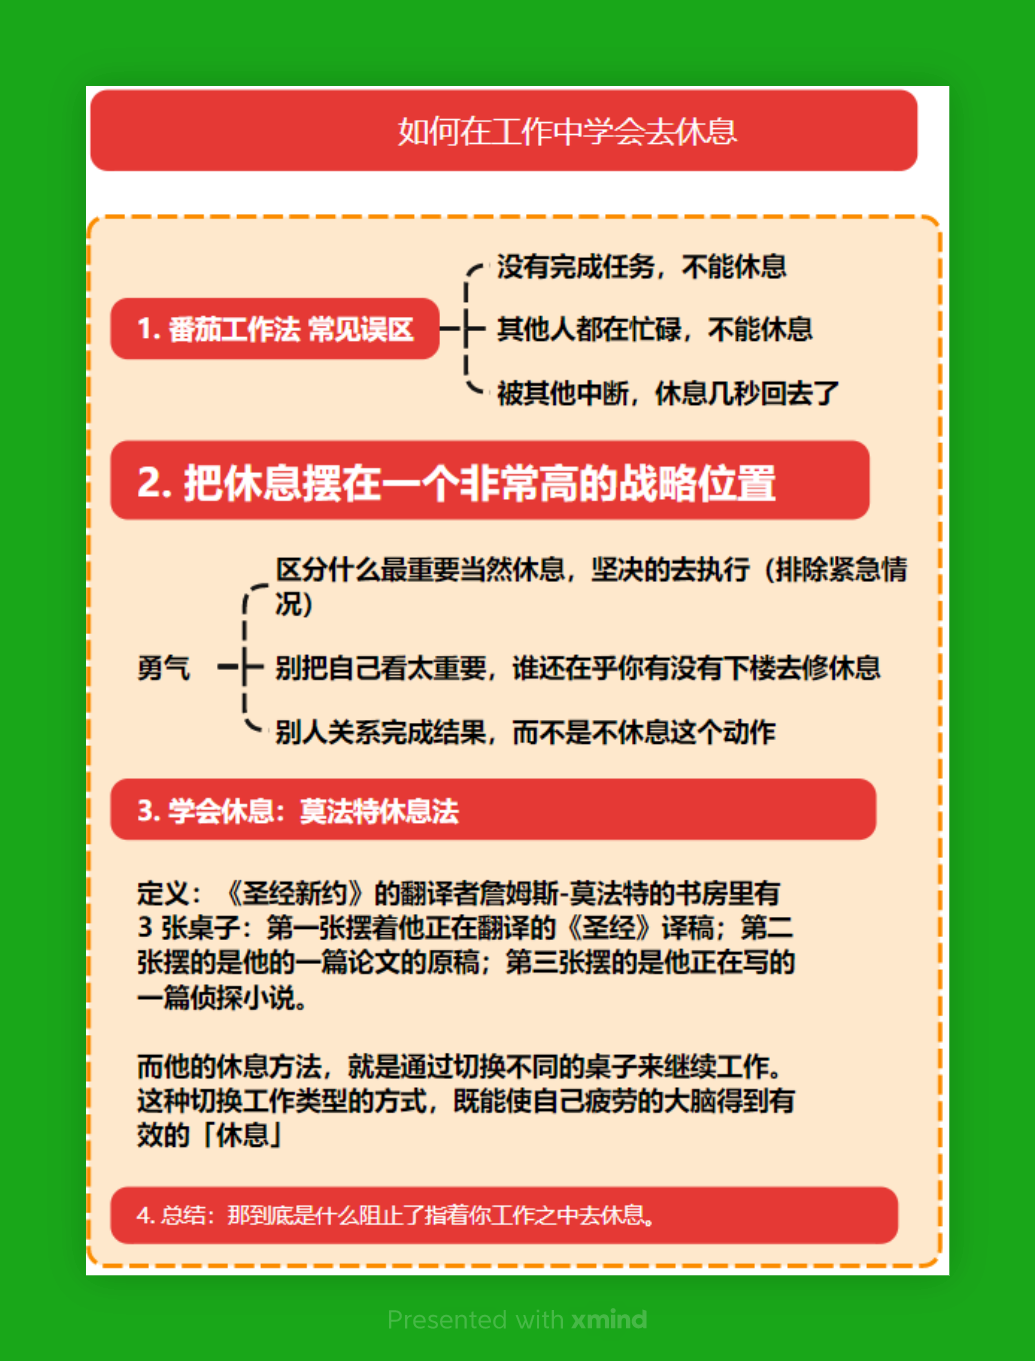 如何在工作中学会去休息
1. 番茄工作法 常见误区
没有完成任务，不能休息
其他人都在忙碌，不能休息
被其他中断，休息几秒回去了
2. 把休息摆在一个非常高的战略位置
勇气
区分什么最重要当然休息，坚决的去执行（排除紧急情
况）
别把自己看太重要，谁还在乎你有没有下楼去修休息
别人关系完成结果，而不是不休息这个动作
3. 学会休息：莫法特休息法
定义：《圣经新约》的翻译者詹姆斯-莫法特的书房里有
3 张桌子：第一张摆着他正在翻译的《圣经》译稿；第二
张摆的是他的一篇论文的原稿；第三张摆的是他正在写的
一篇侦探小说。
而他的休息方法，就是通过切换不同的桌子来继续工作。
这种切换工作类型的方式，既能使自己疲劳的大脑得到有
效的「休息」
4. 总结：那到底是什么阻止了指着你工作之中去休息。
Presented with xmind